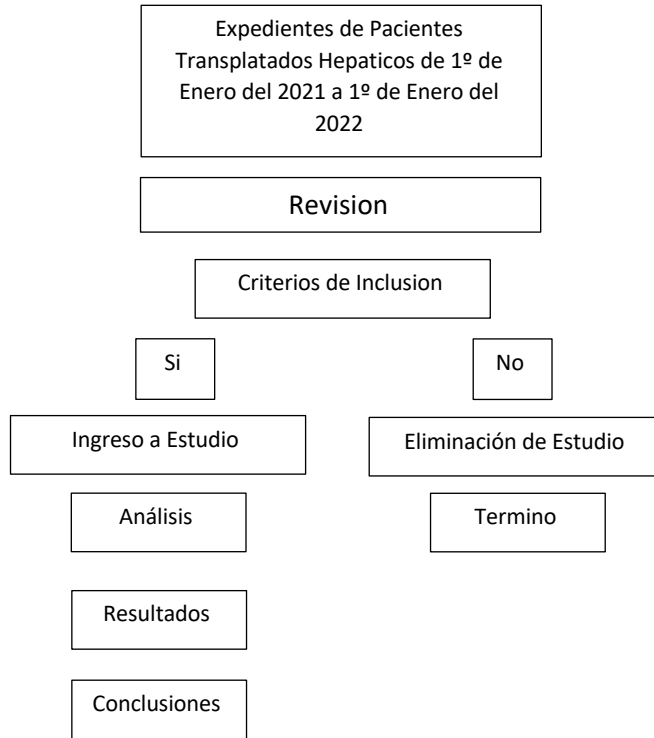 Expedientes de Pacientes
Transplatados Hepaticos de 1º de
Enero del 2021 a 1º de Enero del
2022
Revision
Criterios de Inclusion
Si
No
Ingreso a Estudio
Eliminación de Estudio
Análisis
Termino
Resultados
Conclusiones